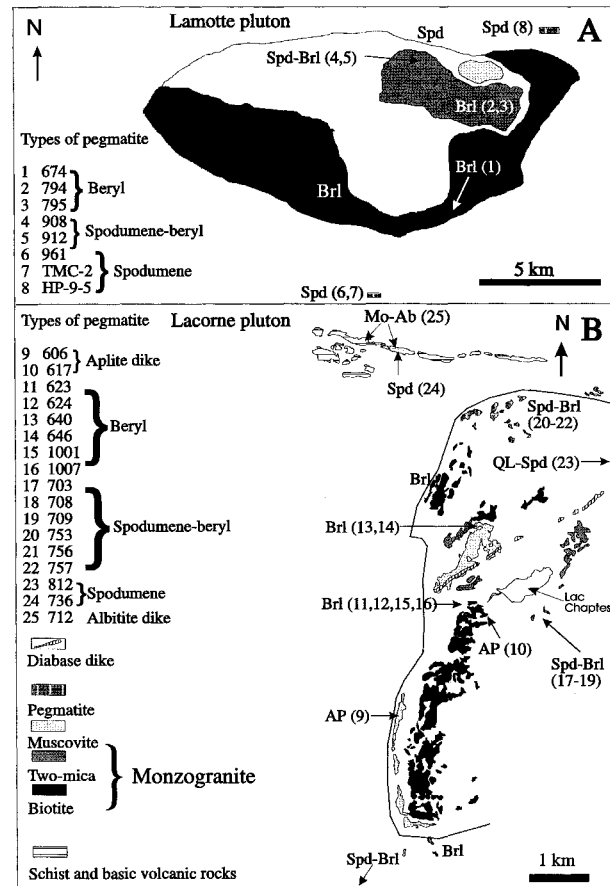 Lamotte pluton
A
N
Spd
Spd (8)
Spd-Brl (4,5)
Brl (2,3)
Brl (1)
Brl
Types of pegmatite
1 674
2 794
3 795
Beryl
4 908
5 912
Spodumene-beryl
6 961
7 TMC-2
8 HP-9-5
Spodumene
5 km
Spd (6,7)
Types of pegmatite
Lacorne pluton
B
N
Mo-Ab (25)
Spd (24)
9 606
10 617
Aplite dike
11 623
12 624
13 640
14 646
15 1001
16 1007
Beryl
17 703
18 708
19 709
20 753
21 756
22 757
Spodumene-beryl
23 812
24 736
Spodumene
25 712 Albitite dike
Spd-Brl
(20-22)
QL-Spd (23)
Brl
Brl (13,14)
Brl (11,12,15,16)
Lac
Chaptes
AP (10)
Spd-Brl
(17-19)
AP (9)
Spd-Brl
Brl
1 km
Diabase dike
Pegmatite
Muscovite
Two-mica
Biotite
Monzogranite
Schist and basic volcanic rocks